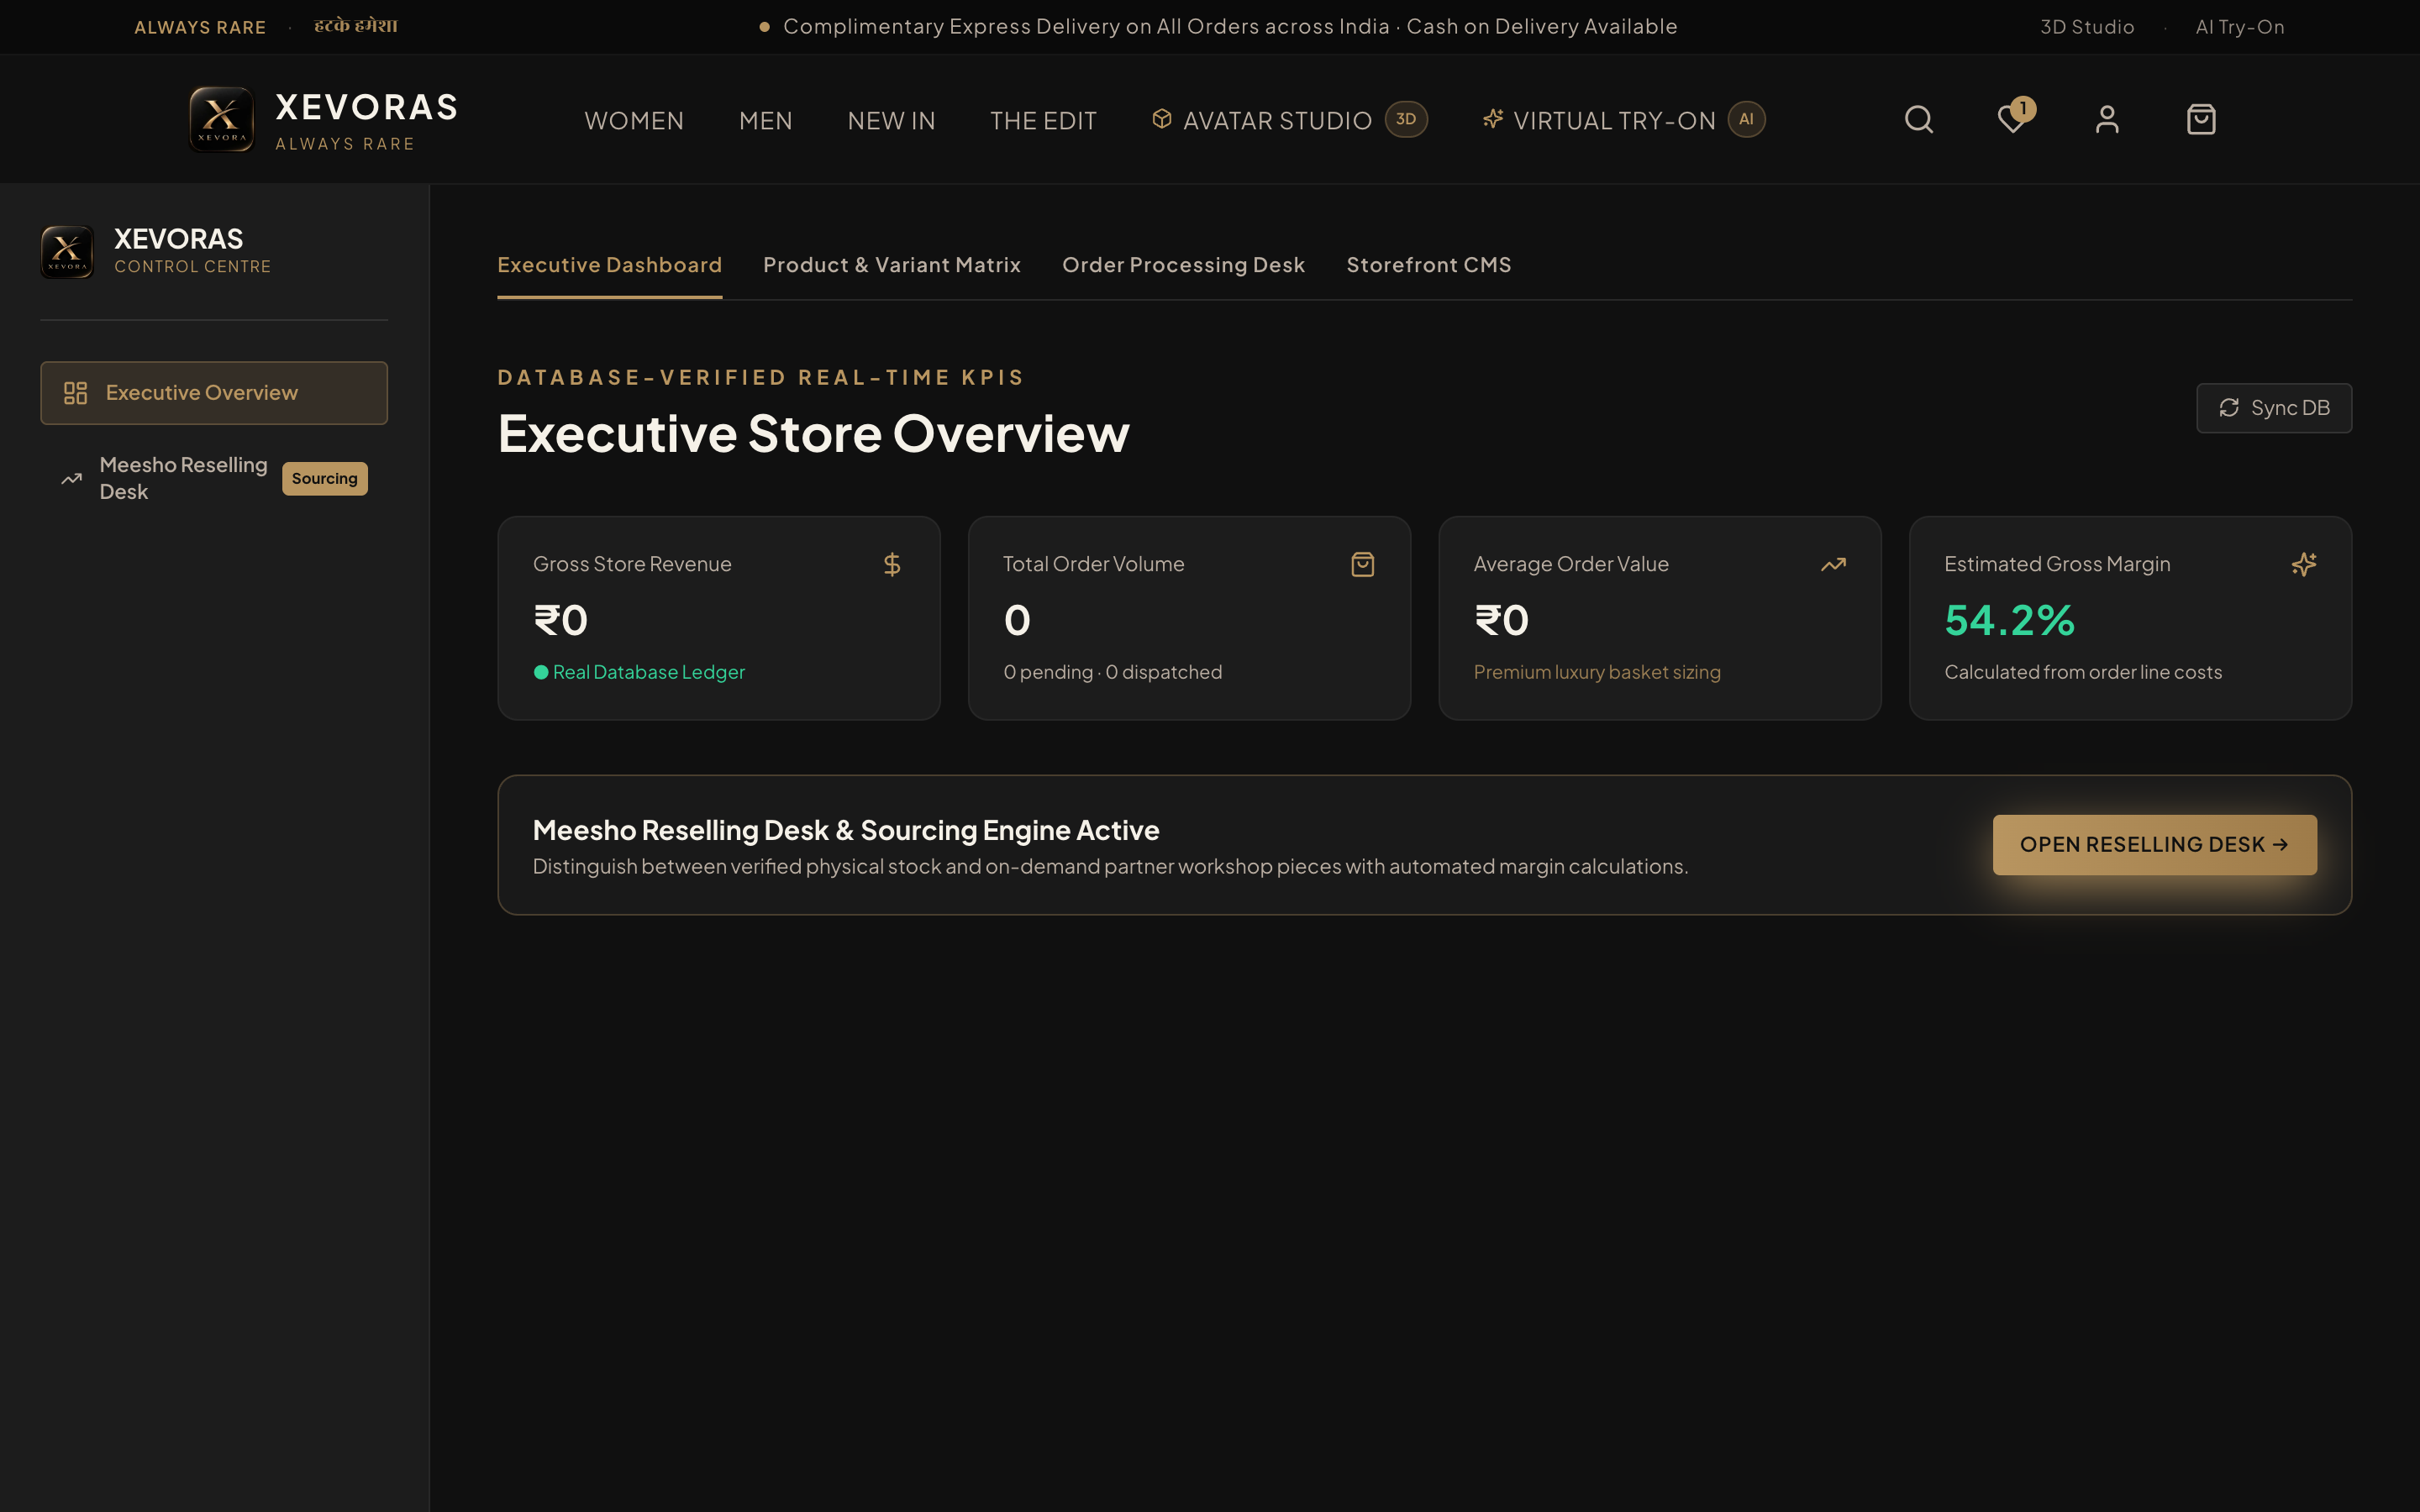 ALWAYS RARE · हटके हमेशा
Complimentary Express Delivery on All Orders across India · Cash on Delivery Available
3D Studio · AI Try-On
X
XEVORA
XEVORAS
ALWAYS RARE
WOMEN
MEN
NEW IN
THE EDIT
AVATAR STUDIO 3D
VIRTUAL TRY-ON AI
1
X
XEVORA
XEVORAS
CONTROL CENTRE
Executive Overview
Meesho Reselling
Desk
Sourcing
Executive Dashboard
Product & Variant Matrix
Order Processing Desk
Storefront CMS
DATABASE-VERIFIED REAL-TIME KPIS
Executive Store Overview
Sync DB
Gross Store Revenue
$
₹0
Real Database Ledger
Total Order Volume
0
0 pending · 0 dispatched
Average Order Value
₹0
Premium luxury basket sizing
Estimated Gross Margin
54.2%
Calculated from order line costs
Meesho Reselling Desk & Sourcing Engine Active
Distinguish between verified physical stock and on-demand partner workshop pieces with automated margin calculations.
OPEN RESELLING DESK →